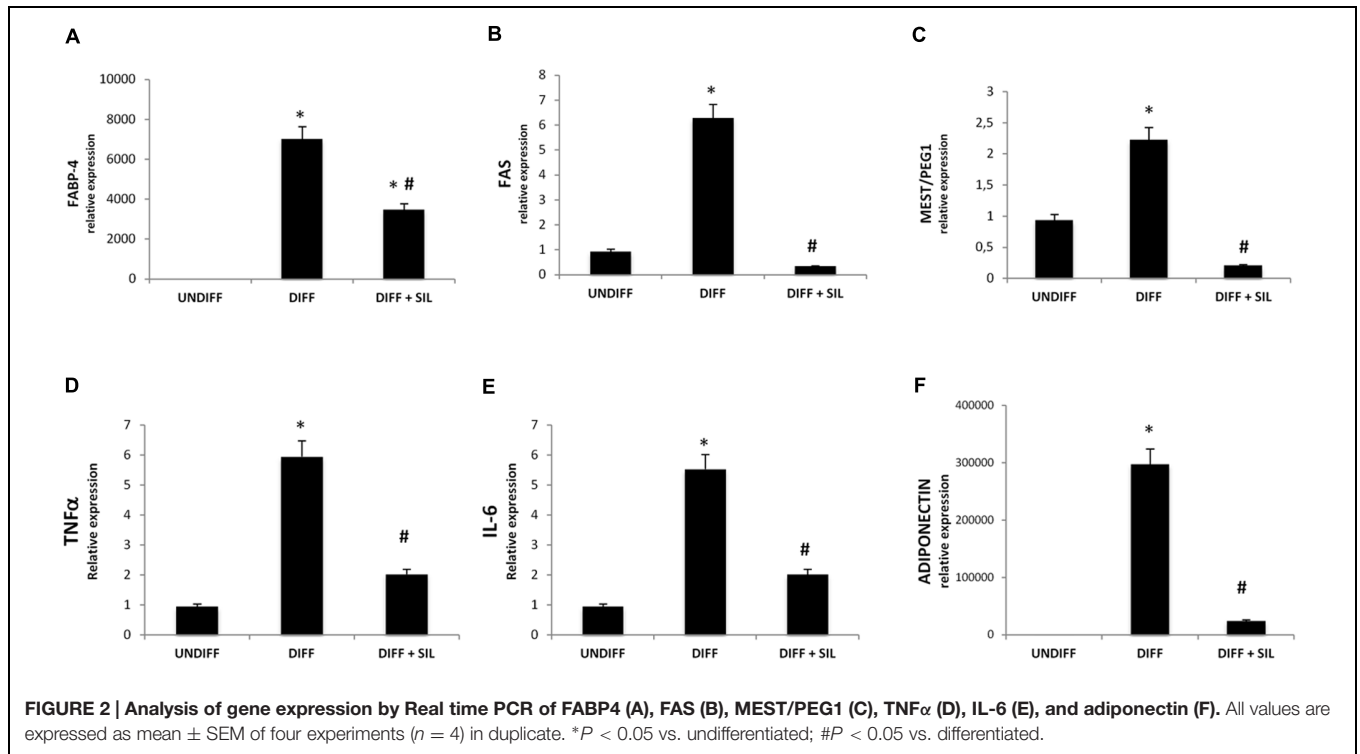 A
FABP-4
relative expression
10000
8000
6000
4000
2000
0
*
* #
UNDIFF DIFF DIFF + SIL
B
FAS
relative expression
8
7
6
5
4
3
2
1
0
*
#
UNDIFF DIFF DIFF + SIL
C
MEST/PEG1
relative expression
3
2,5
2
1,5
1
0,5
0
*
#
UNDIFF DIFF DIFF + SIL
D
TNFα
Relative expression
7
6
5
4
3
2
1
0
*
#
UNDIFF DIFF DIFF + SIL
E
IL-6
Relative expression
7
6
5
4
3
2
1
0
*
#
UNDIFF DIFF DIFF + SIL
F
ADIPONECTIN
relative expression
400000
300000
200000
100000
0
*
#
UNDIFF DIFF DIFF + SIL
FIGURE 2 | Analysis of gene expression by Real time PCR of FABP4 (A), FAS (B), MEST/PEG1 (C), TNFα (D), IL-6 (E), and adiponectin (F). All values are
expressed as mean ± SEM of four experiments (n = 4) in duplicate. *P < 0.05 vs. undifferentiated; #P < 0.05 vs. differentiated.